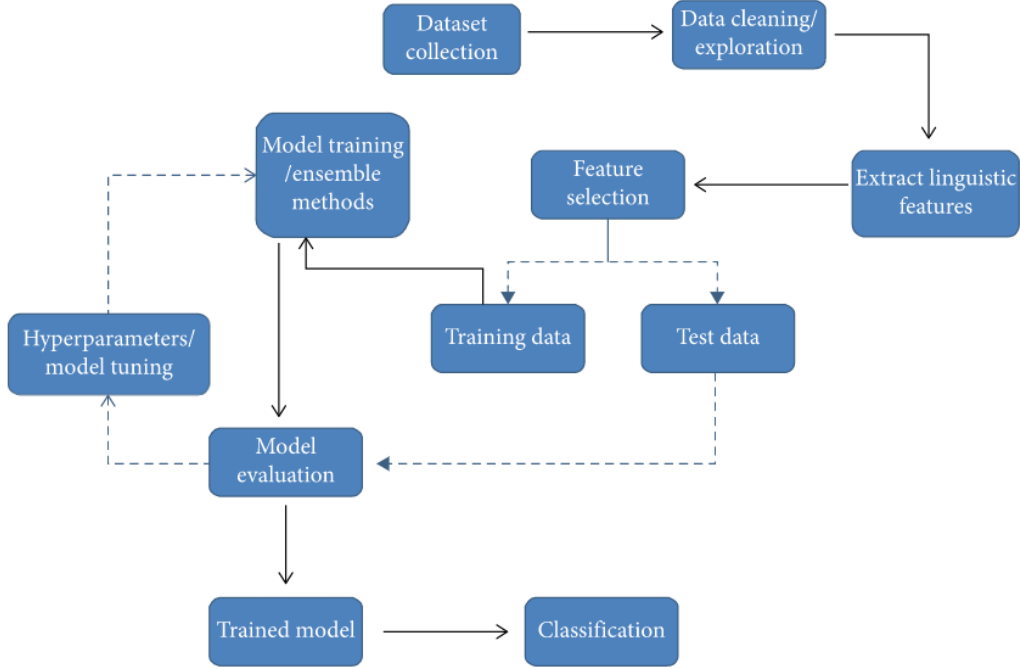 Dataset
collection
Data cleaning/
exploration
Extract linguistic
features
Feature
selection
Model training
/ensemble
methods
Training data
Test data
Hyperparameters/
model tuning
Model
evaluation
Trained model
Classification